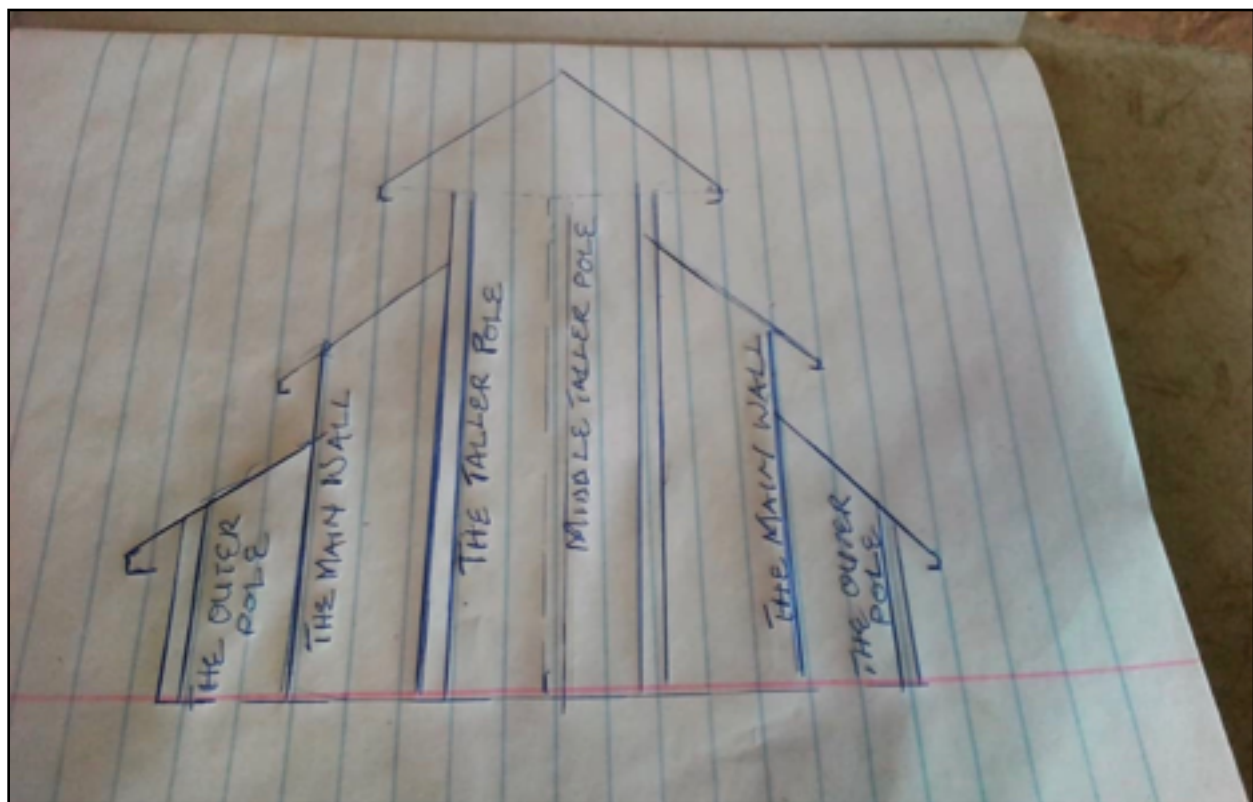 THE OUTER
POLE
THE MAIN WALL
THE TALLER POLE
MIDDLE TALLER POLE
THE MAIN WALL
THE OUTER
POLE